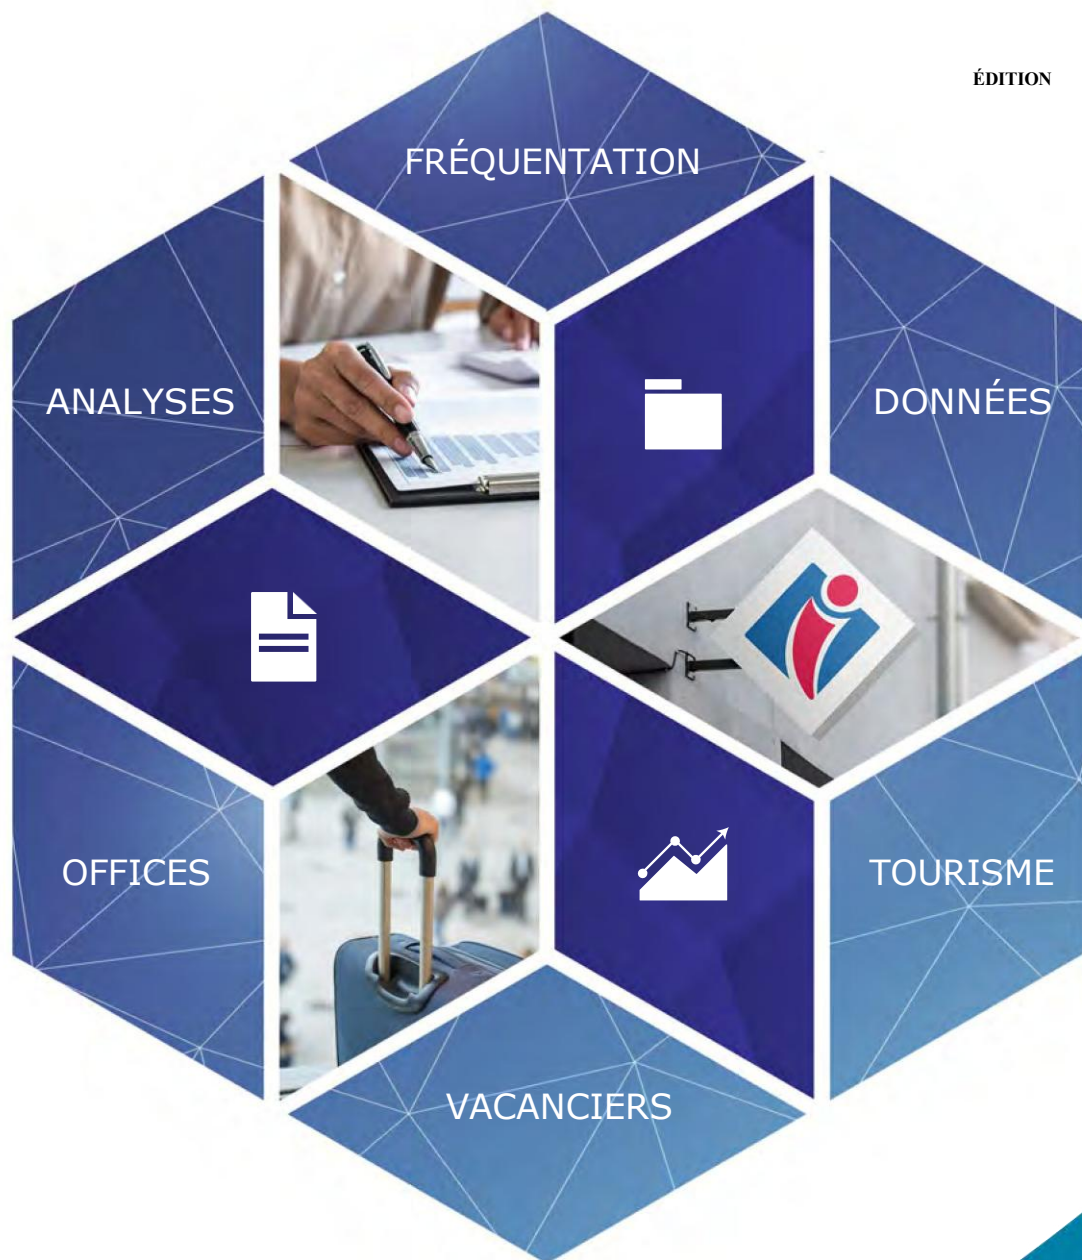 ÉDITION
FRÉQUENTATION
ANALYSES
DONNÉES
OFFICES
TOURISME
VACANCIERS